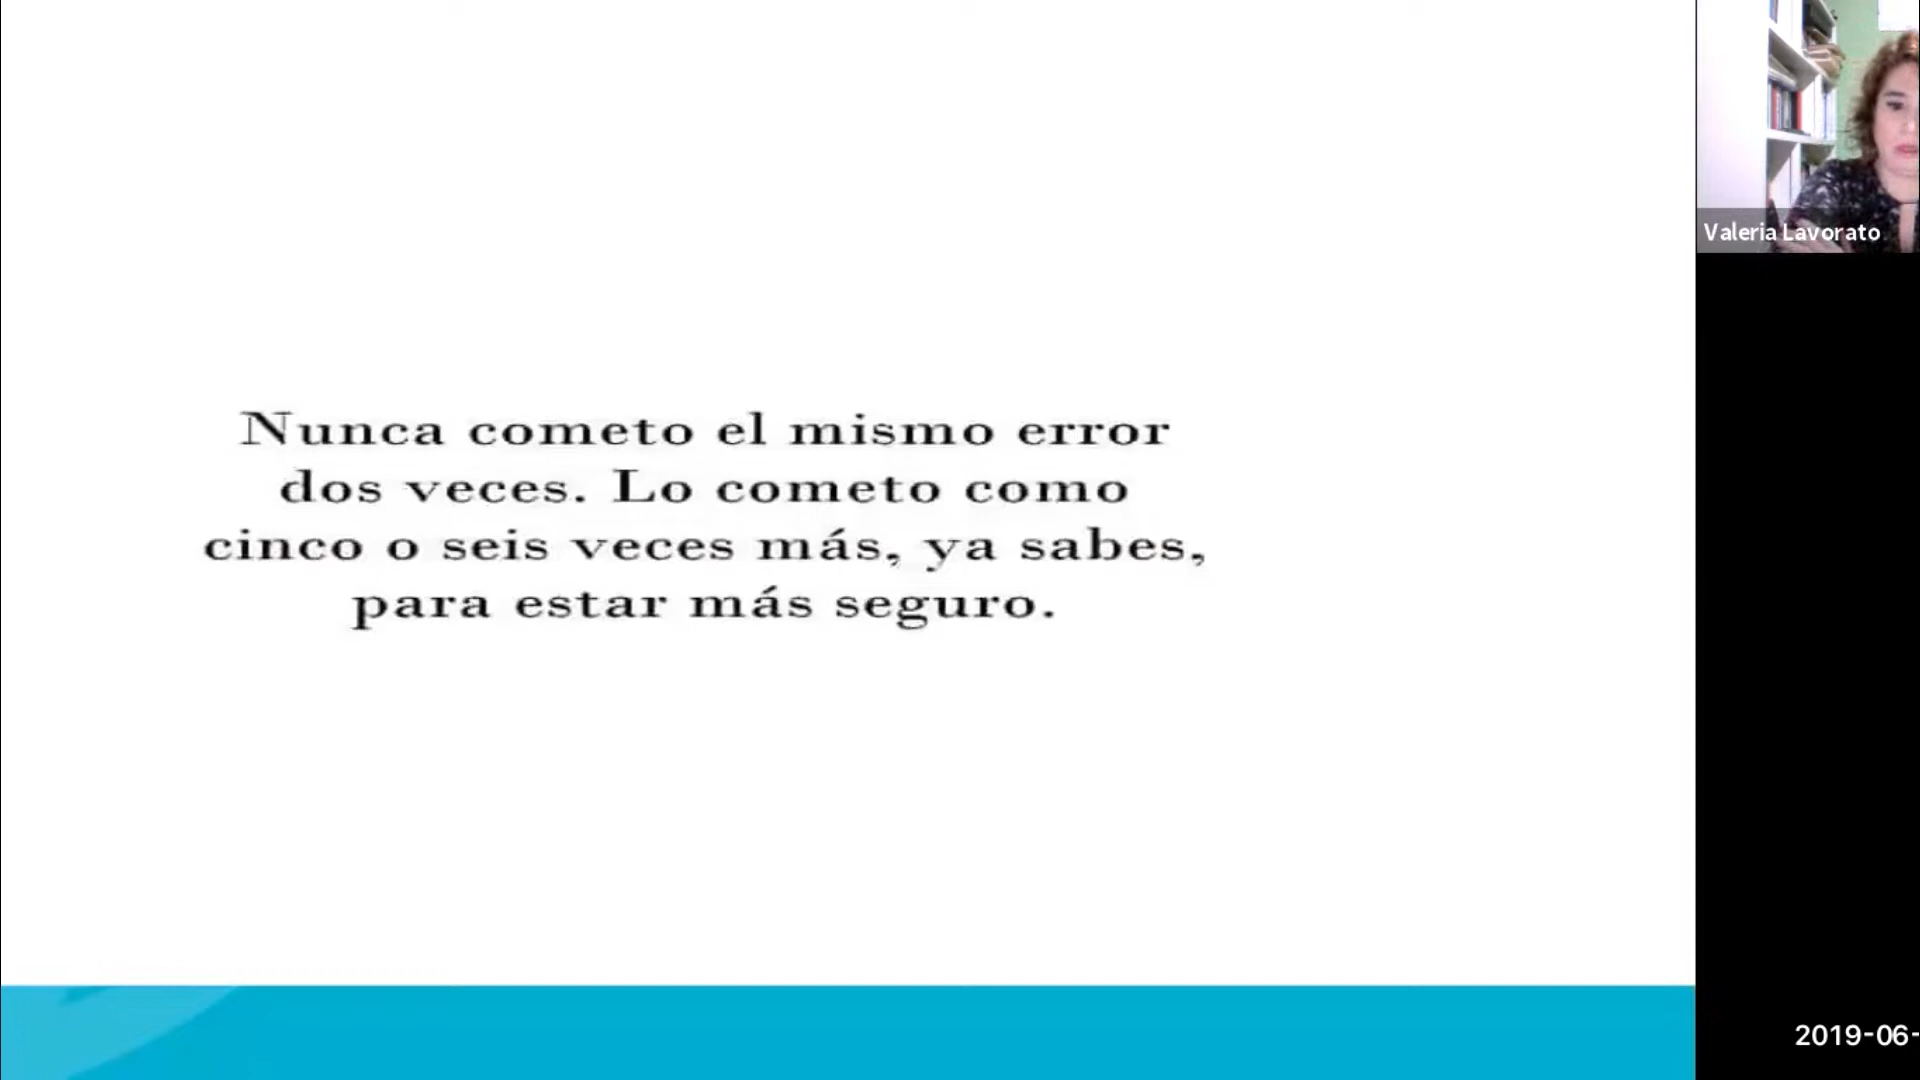 Nunca cometo el mismo error
dos veces. Lo cometo como
cinco o seis veces más, ya sabes,
para estar más seguro.
Valeria Lavorato
2019-06-